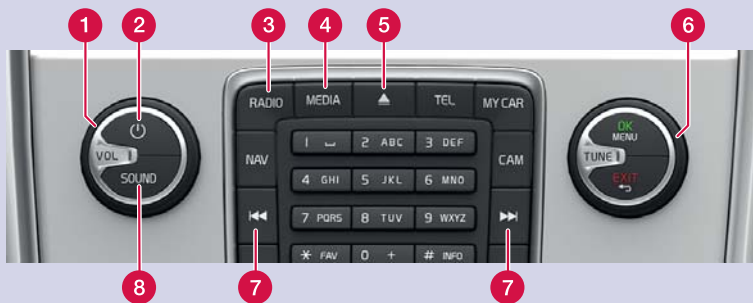 1 2 3 4 5 6
RADIO MEDIA TEL MY CAR
OK
MENU
VOL
NAV 1 2 ABC 3 DEF CAM
TUNE
SOUND
EXIT
4 GHI 5 JKL 6 MNO
7 PQRS 8 TUV 9 WXYZ
* FAV 0 + # INFO
8 7 7